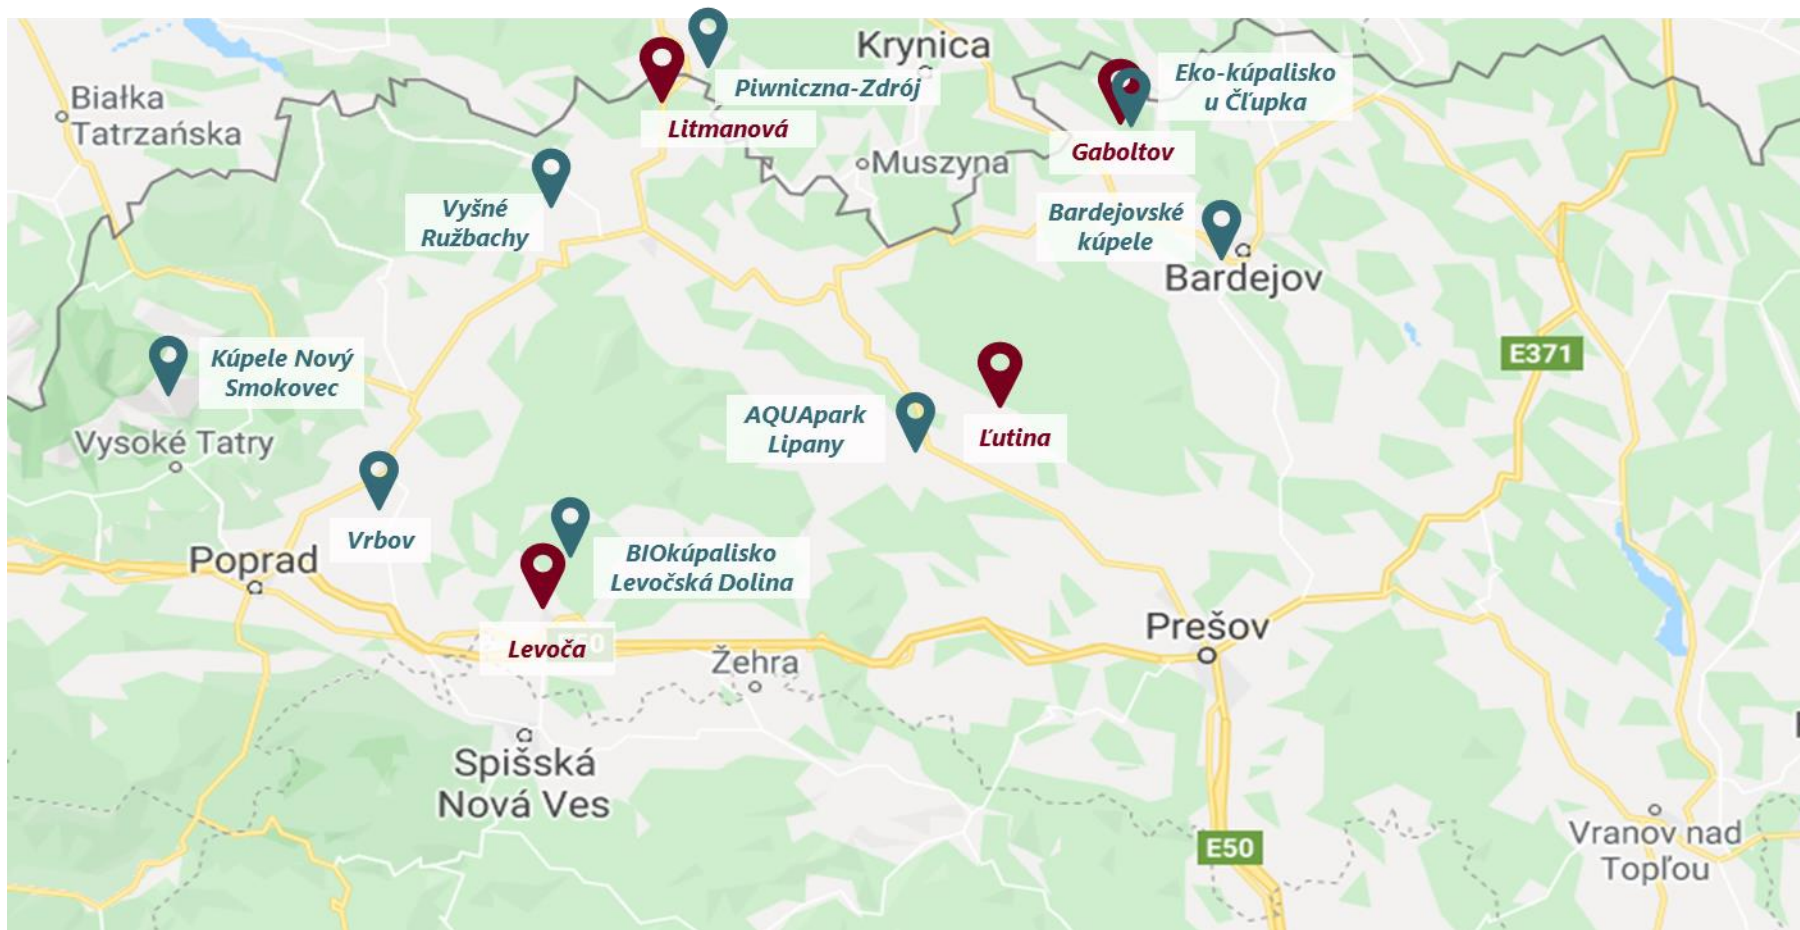 Krynica
Eko-kúpalisko
u Čľupka
Piwniczna-Zdrój
Białka
Tatrzańska
Litmanová
Gaboltov
Muszyna
Vyšné
Ružbachy
Bardejovské
kúpele
Bardejov
Kúpele Nový
Smokovec
E371
AQUApark
Lipany
Ľutina
Vysoké Tatry
Vrbov
Poprad
BIOkúpalisko
Levočská Dolina
Prešov
Levoča
Žehra
Spišská
Nová Ves
E50
Vranov nad
Topľou